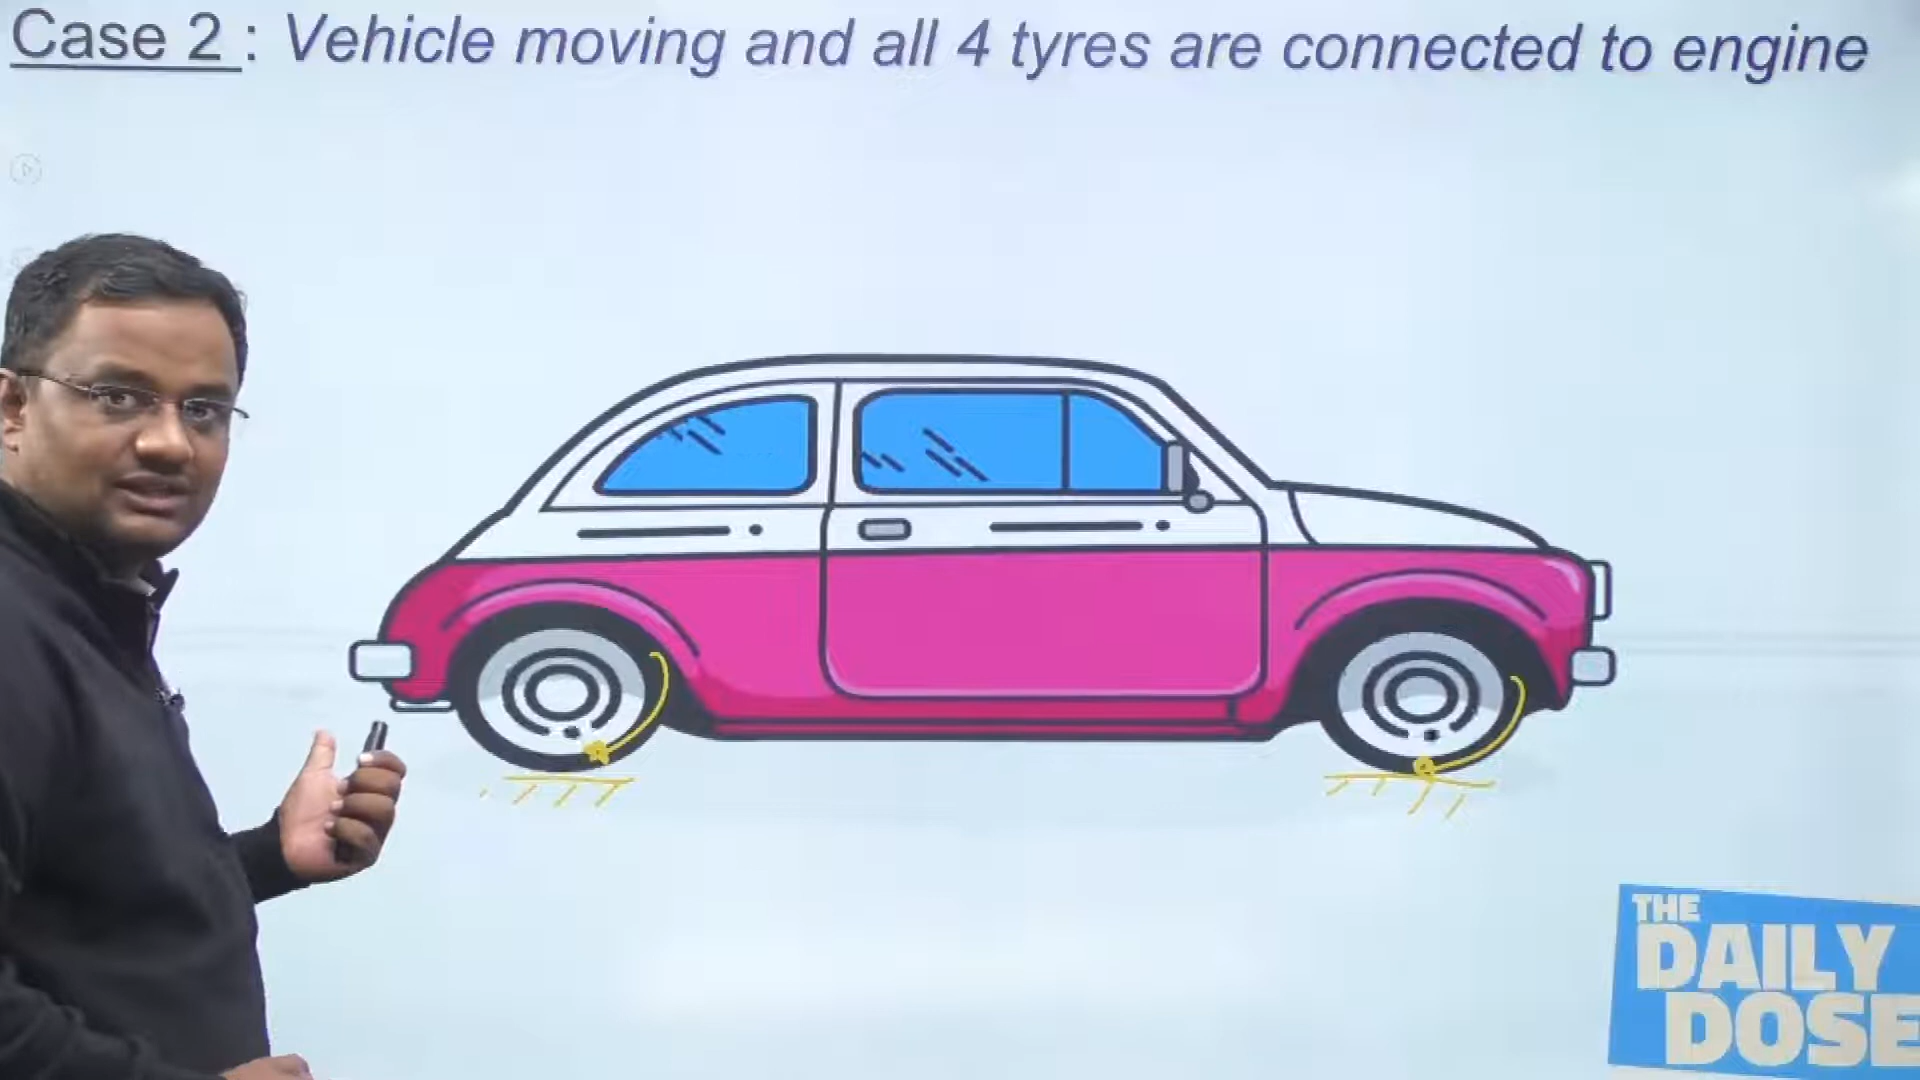 Case 2 : Vehicle moving and all 4 tyres are connected to engine
THE
DAILY
DOSE